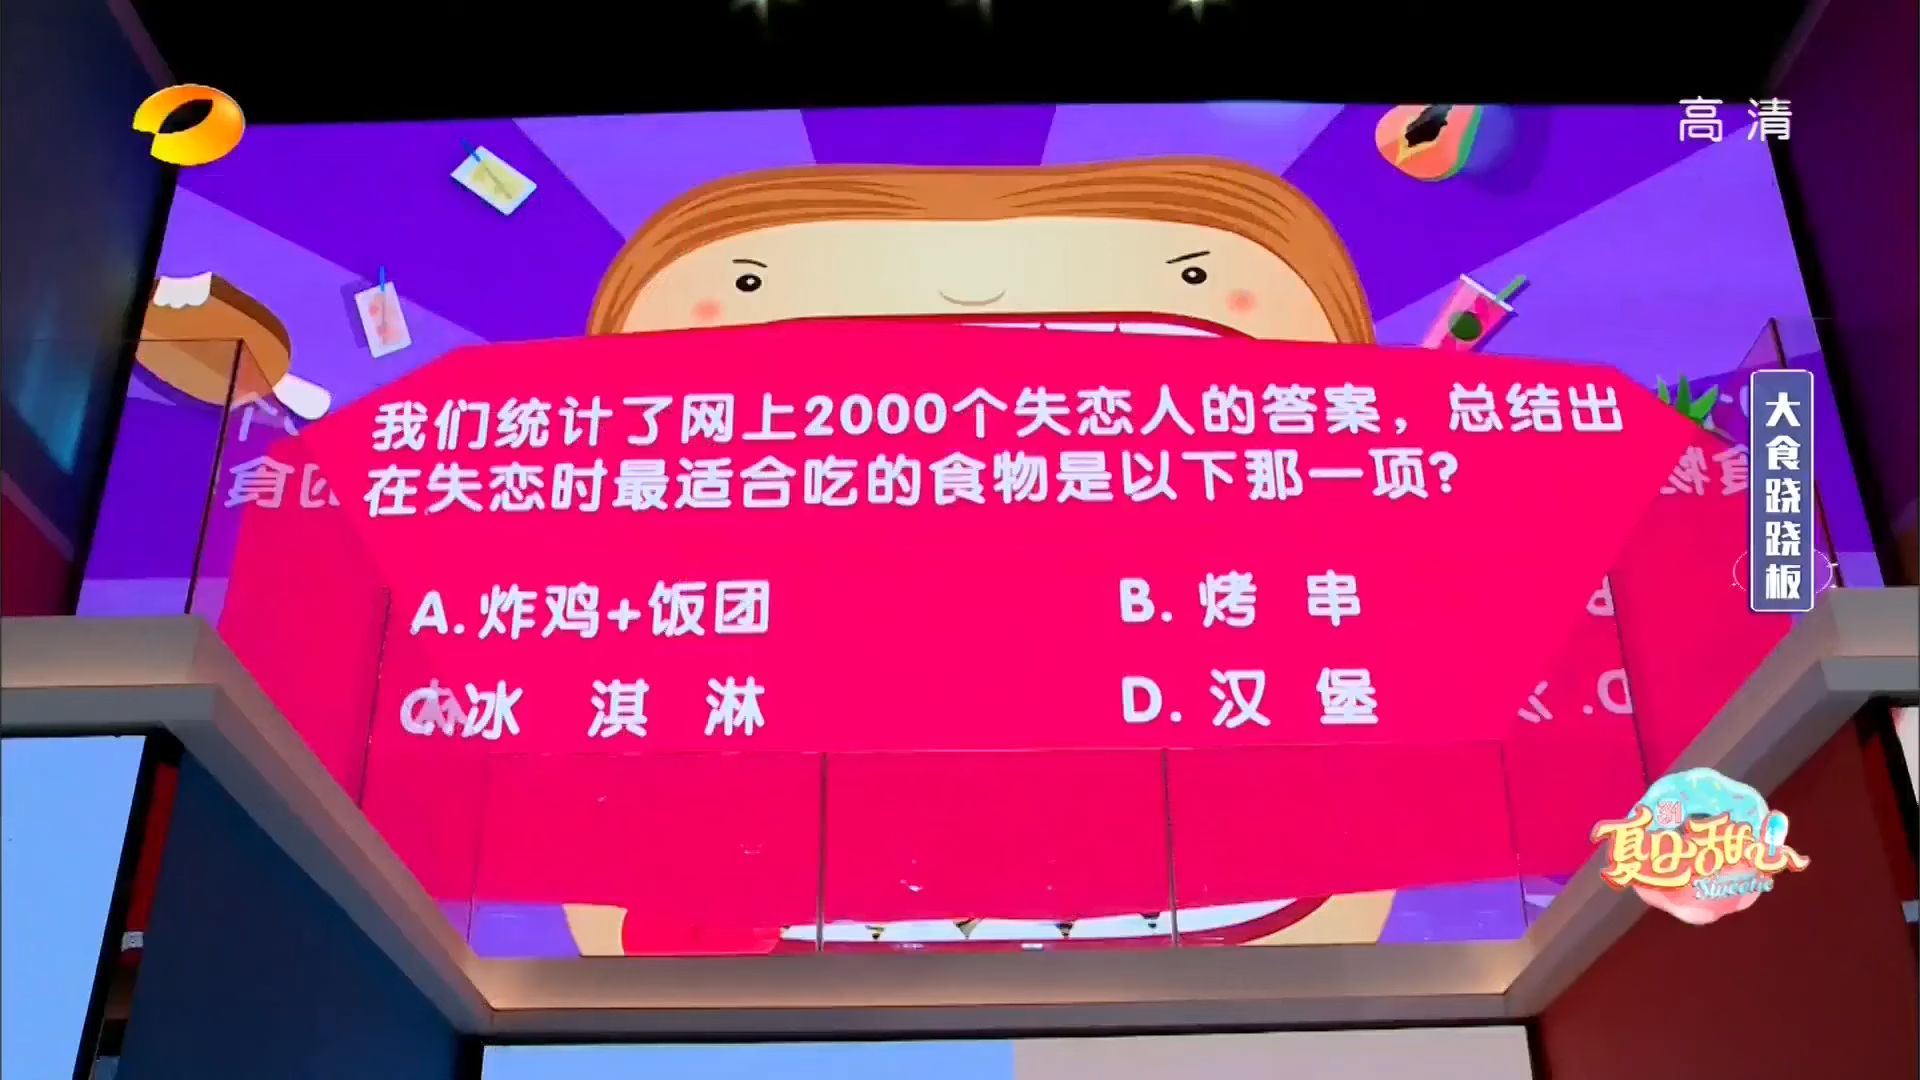 高清
我们统计了网上2000个失恋人的答案，总结出
在失恋时最适合吃的食物是以下那一项?
A.炸鸡+饭团
B. 烤 串
C.冰 淇 淋
D. 汉 堡
大食跷跷板
夏日甜心
Sweetie